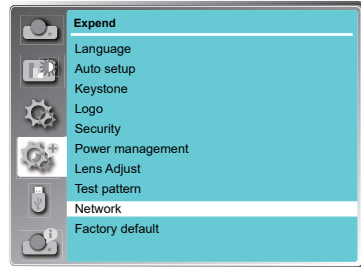 Expend
Language
Auto setup
Keystone
Logo
Security
Power management
Lens Adjust
Test pattern
Network
Factory default